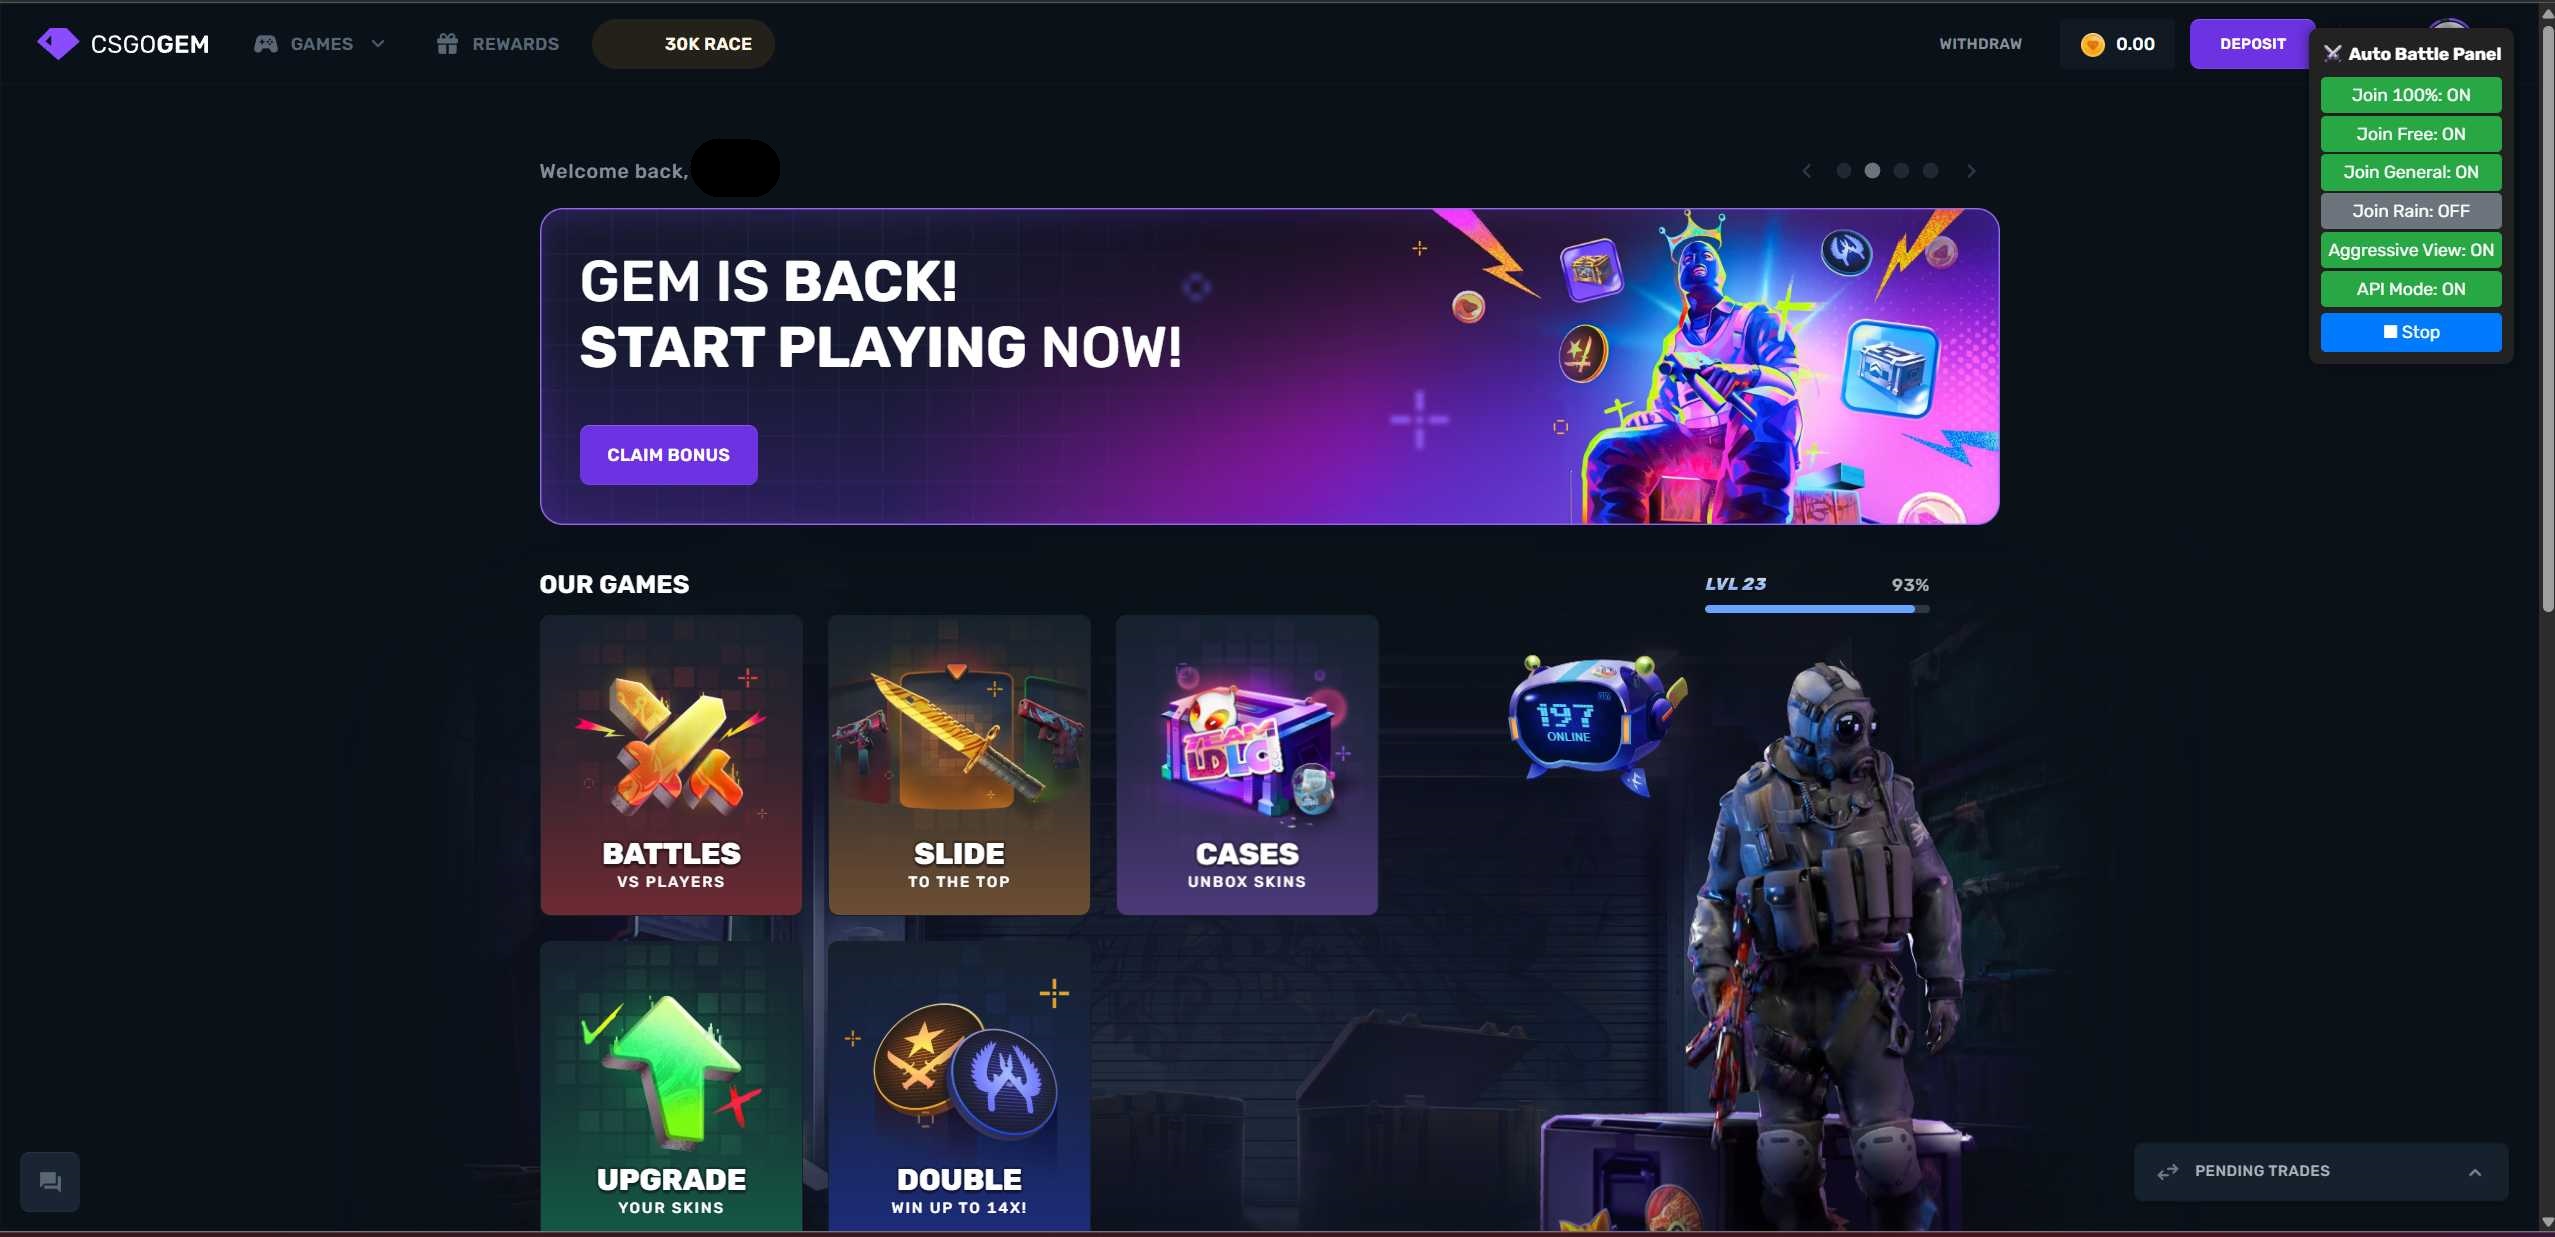 CSGOGEM
GAMES
REWARDS
30K RACE
WITHDRAW
0.00
DEPOSIT
Auto Battle Panel
Join 100%: ON
Join Free: ON
Join General: ON
Join Rain: OFF
Aggressive View: ON
API Mode: ON
Stop
Welcome back,
GEM IS BACK!
START PLAYING NOW!
CLAIM BONUS
OUR GAMES
LVL 23
93%
197
ONLINE
TEAM
LDLC
BATTLES
VS PLAYERS
SLIDE
TO THE TOP
CASES
UNBOX SKINS
UPGRADE
YOUR SKINS
DOUBLE
WIN UP TO 14X!
PENDING TRADES